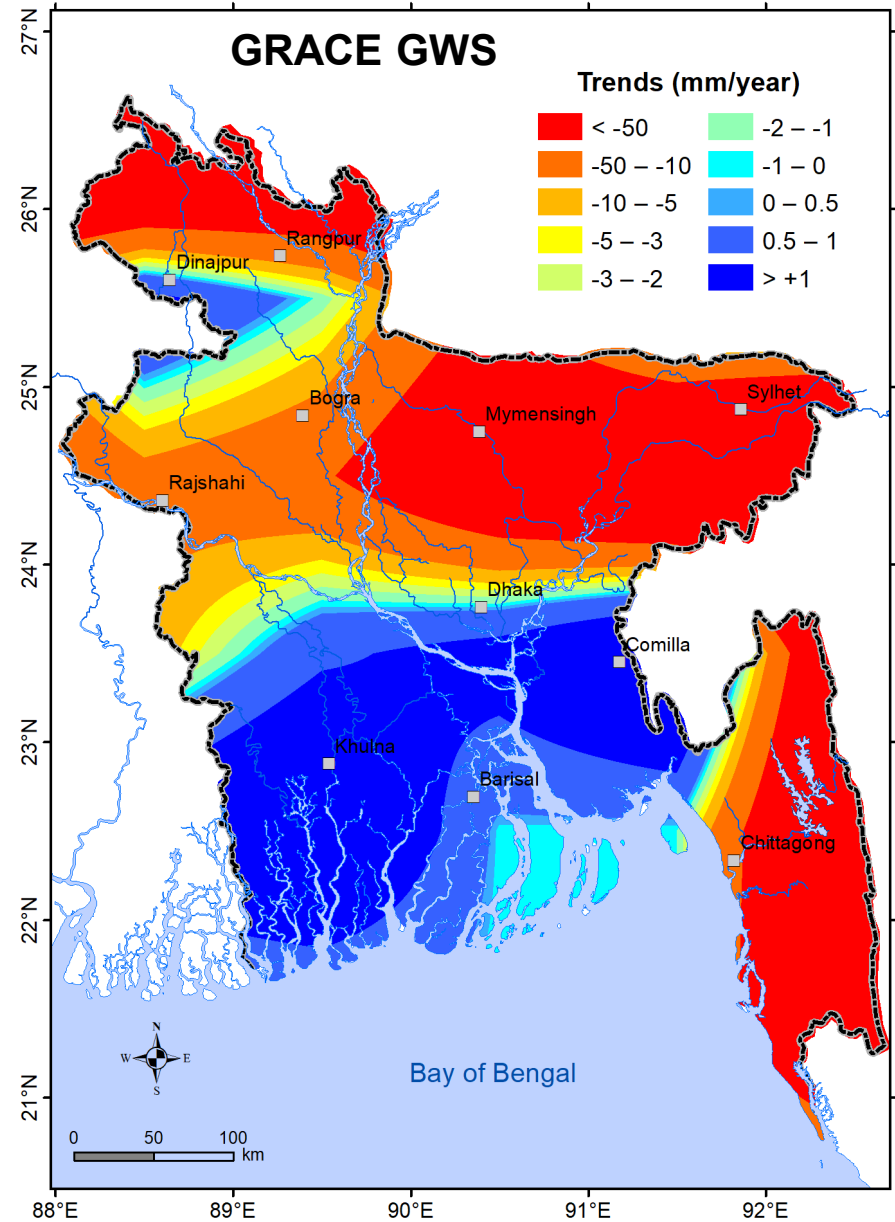 GRACE GWS
Trends (mm/year)
< -50
-50 – -10
-10 – -5
-5 – -3
-3 – -2
-2 – -1
-1 – 0
0 – 0.5
0.5 – 1
> +1
27°N
26°N
25°N
24°N
23°N
22°N
21°N
Rangpur
Dinajpur
Bogra
Mymensingh
Sylhet
Rajshahi
Dhaka
Comilla
Khulna
Barisal
Chittagong
Bay of Bengal
N
W E
S
0 50 100
km
88°E 89°E 90°E 91°E 92°E